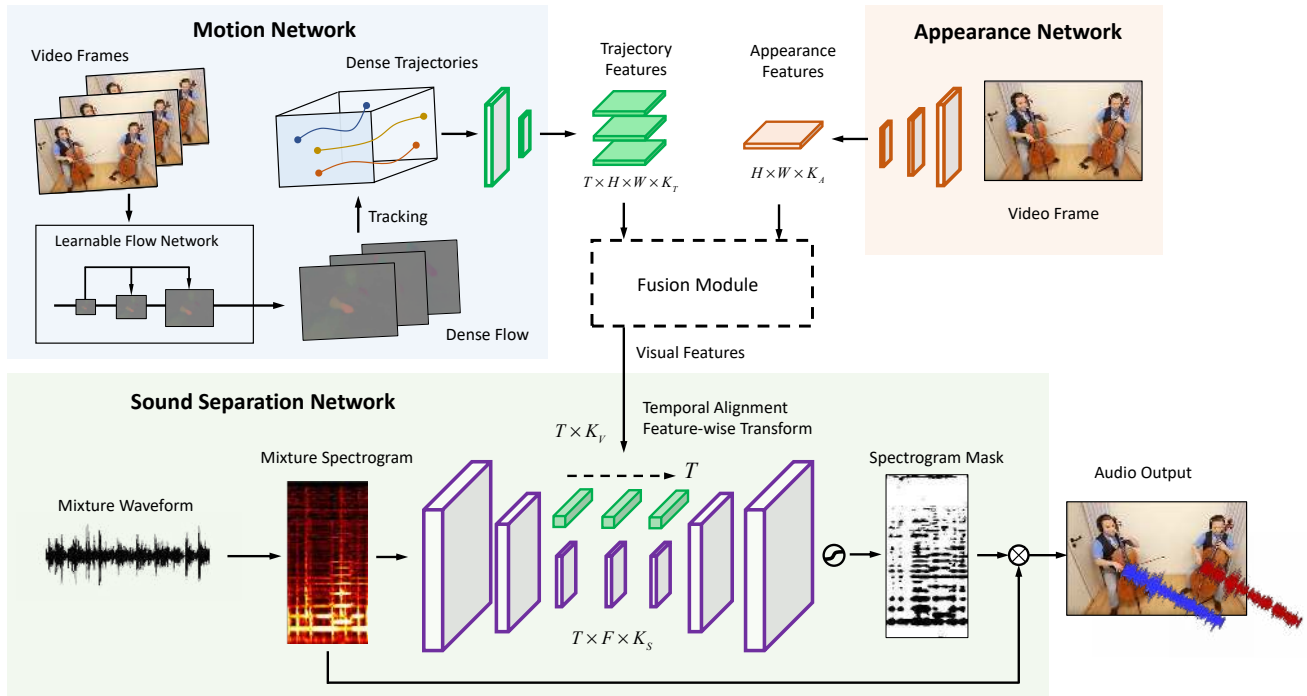 Motion Network
Video Frames
Dense Trajectories
Learnable Flow Network
Tracking
Dense Flow
Trajectory
Features
T × H × W × K_T
Appearance
Features
H × W × K_A
Appearance Network
Video Frame
Fusion Module
Visual Features
Sound Separation Network
Temporal Alignment
Feature-wise Transform
T × K_V
Mixture Waveform
Mixture Spectrogram
T
T × F × K_S
Spectrogram Mask
Audio Output